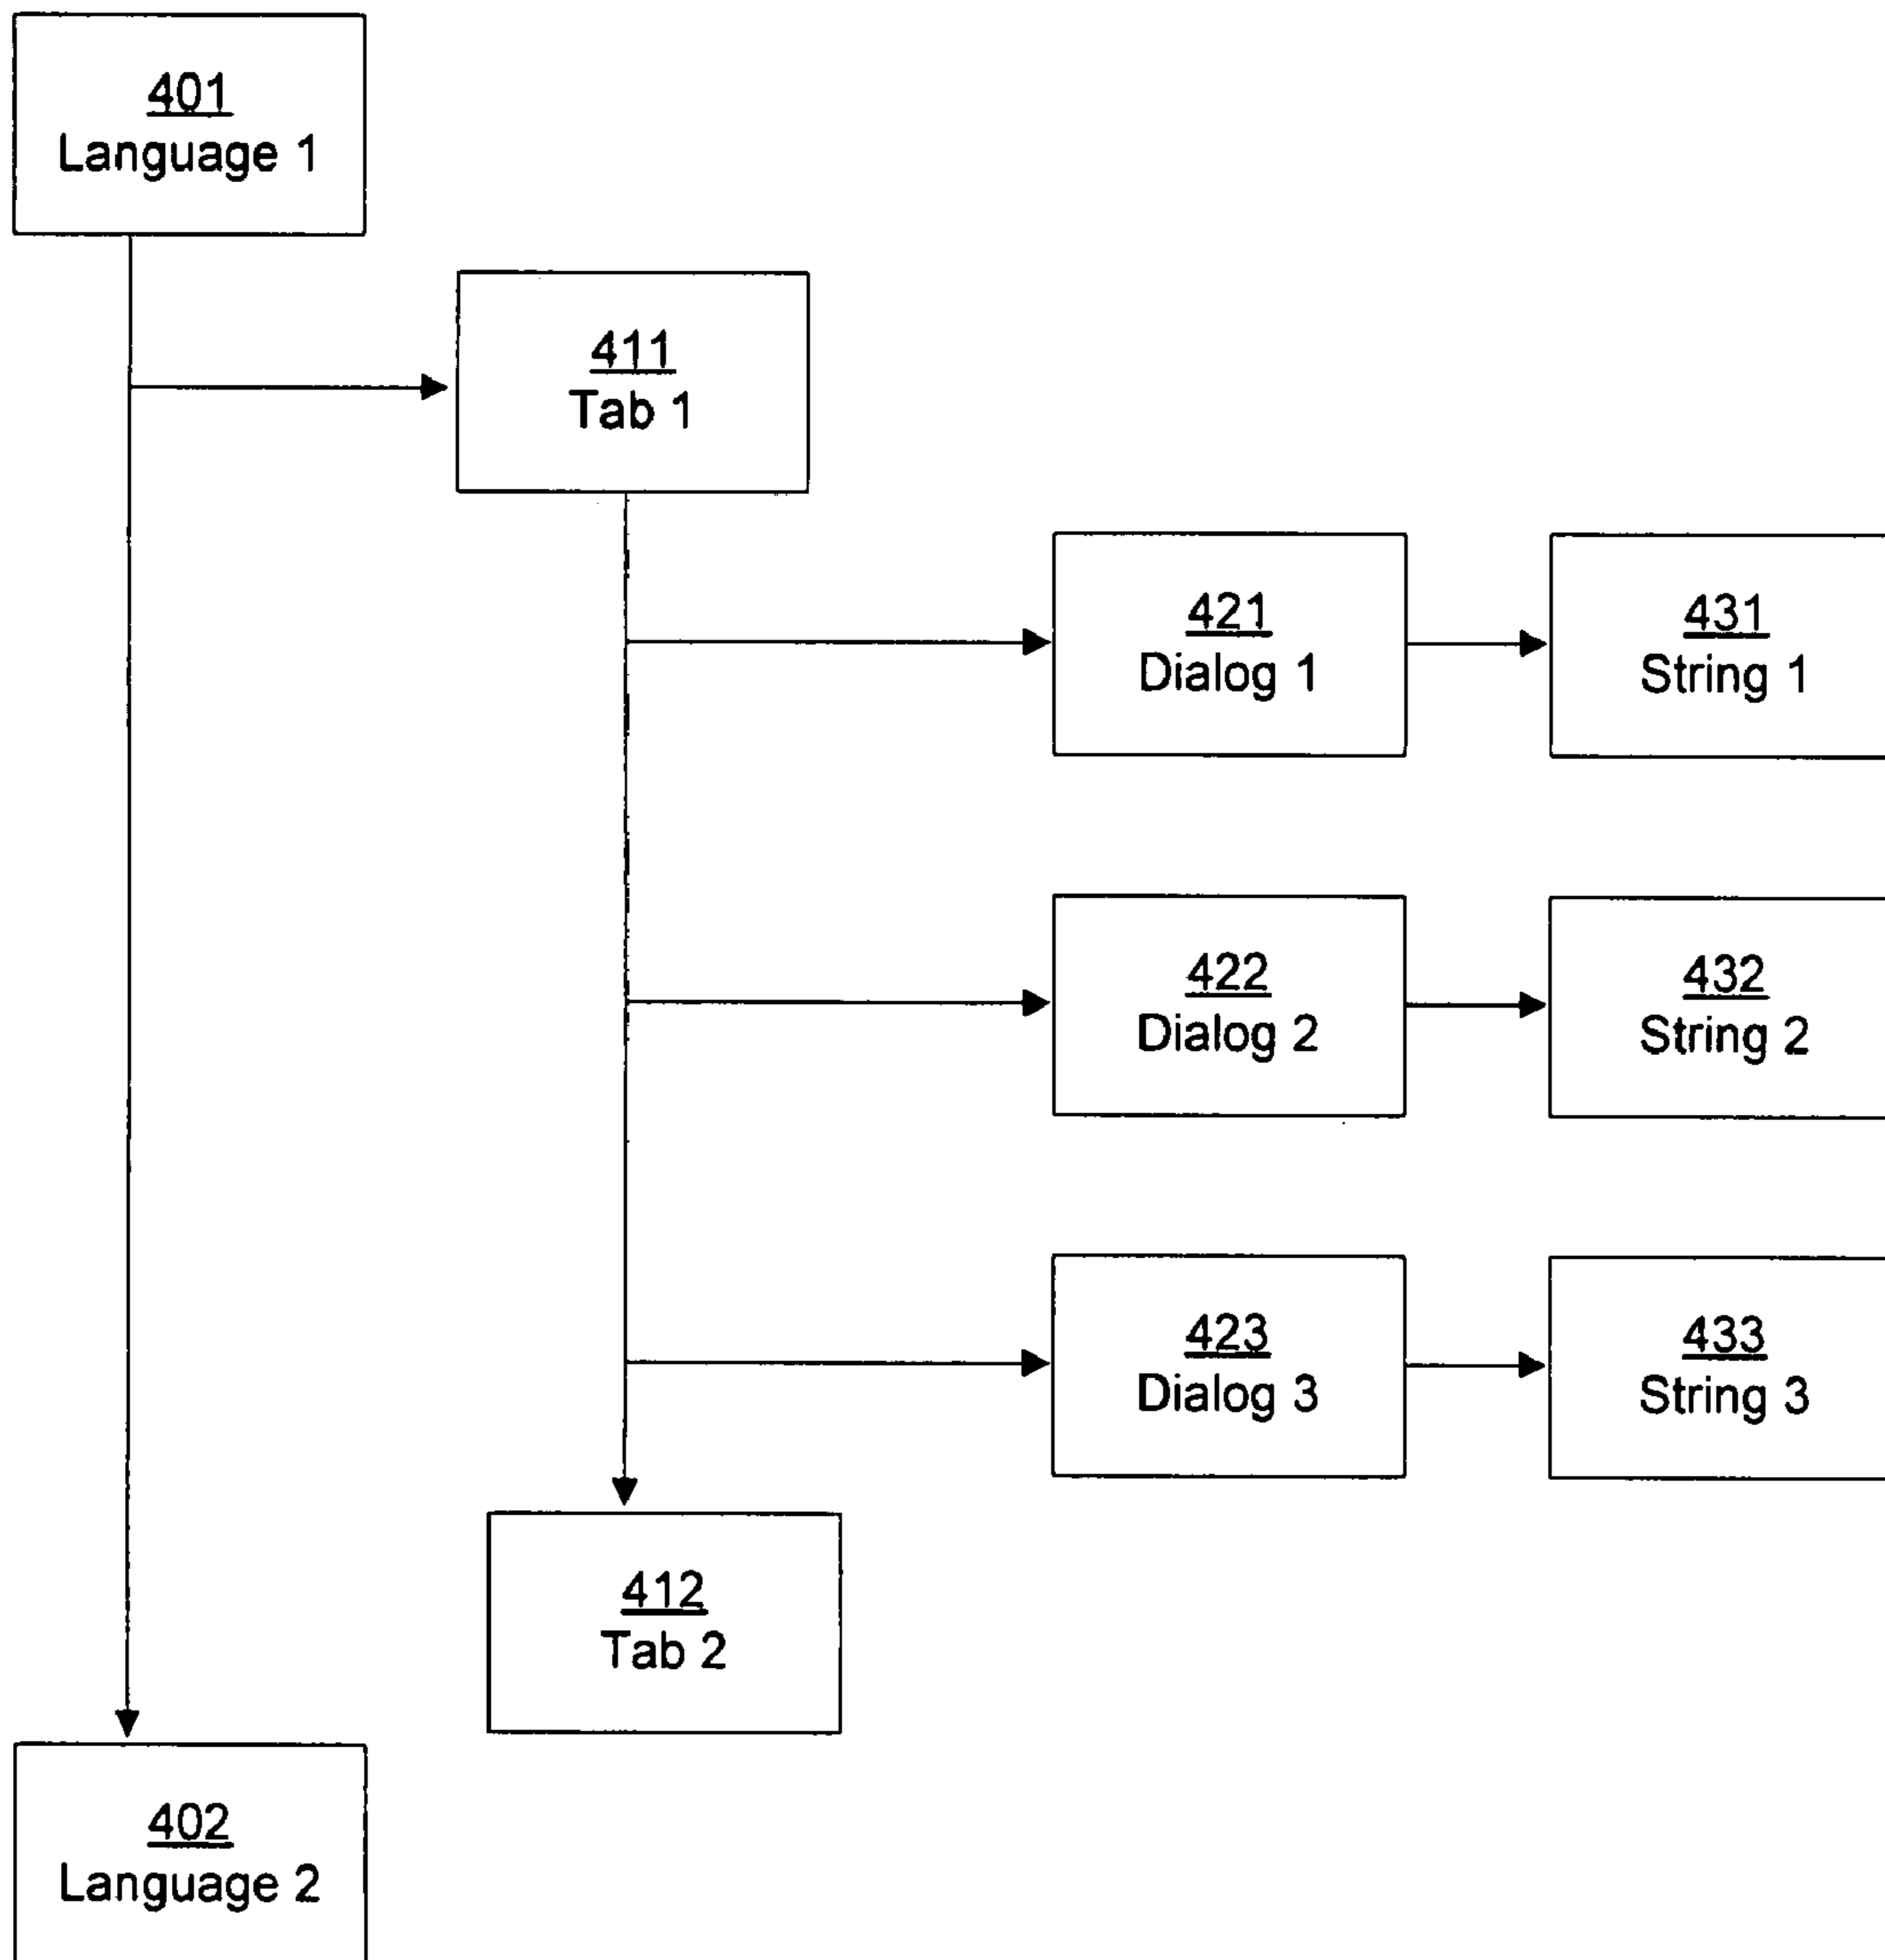 401
Language 1
411
Tab 1
421
Dialog 1
431
String 1
422
Dialog 2
432
String 2
423
Dialog 3
433
String 3
412
Tab 2
402
Language 2